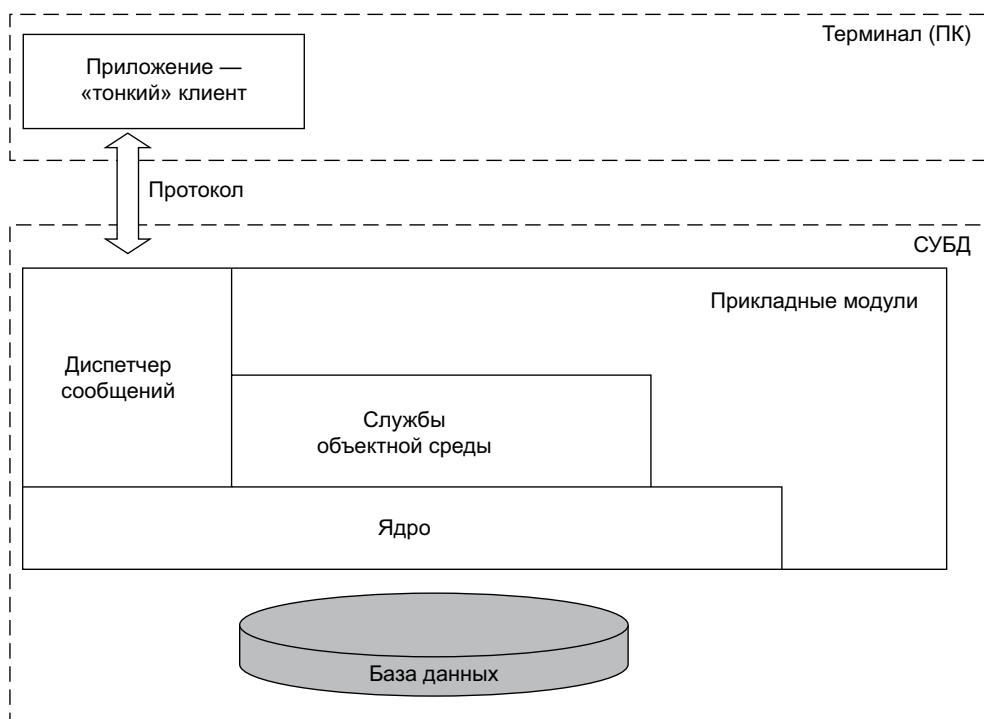 Терминал (ПК)
Приложение —
«тонкий» клиент
Протокол
СУБД
Прикладные модули
Диспетчер
сообщений
Службы
объектной среды
Ядро
База данных